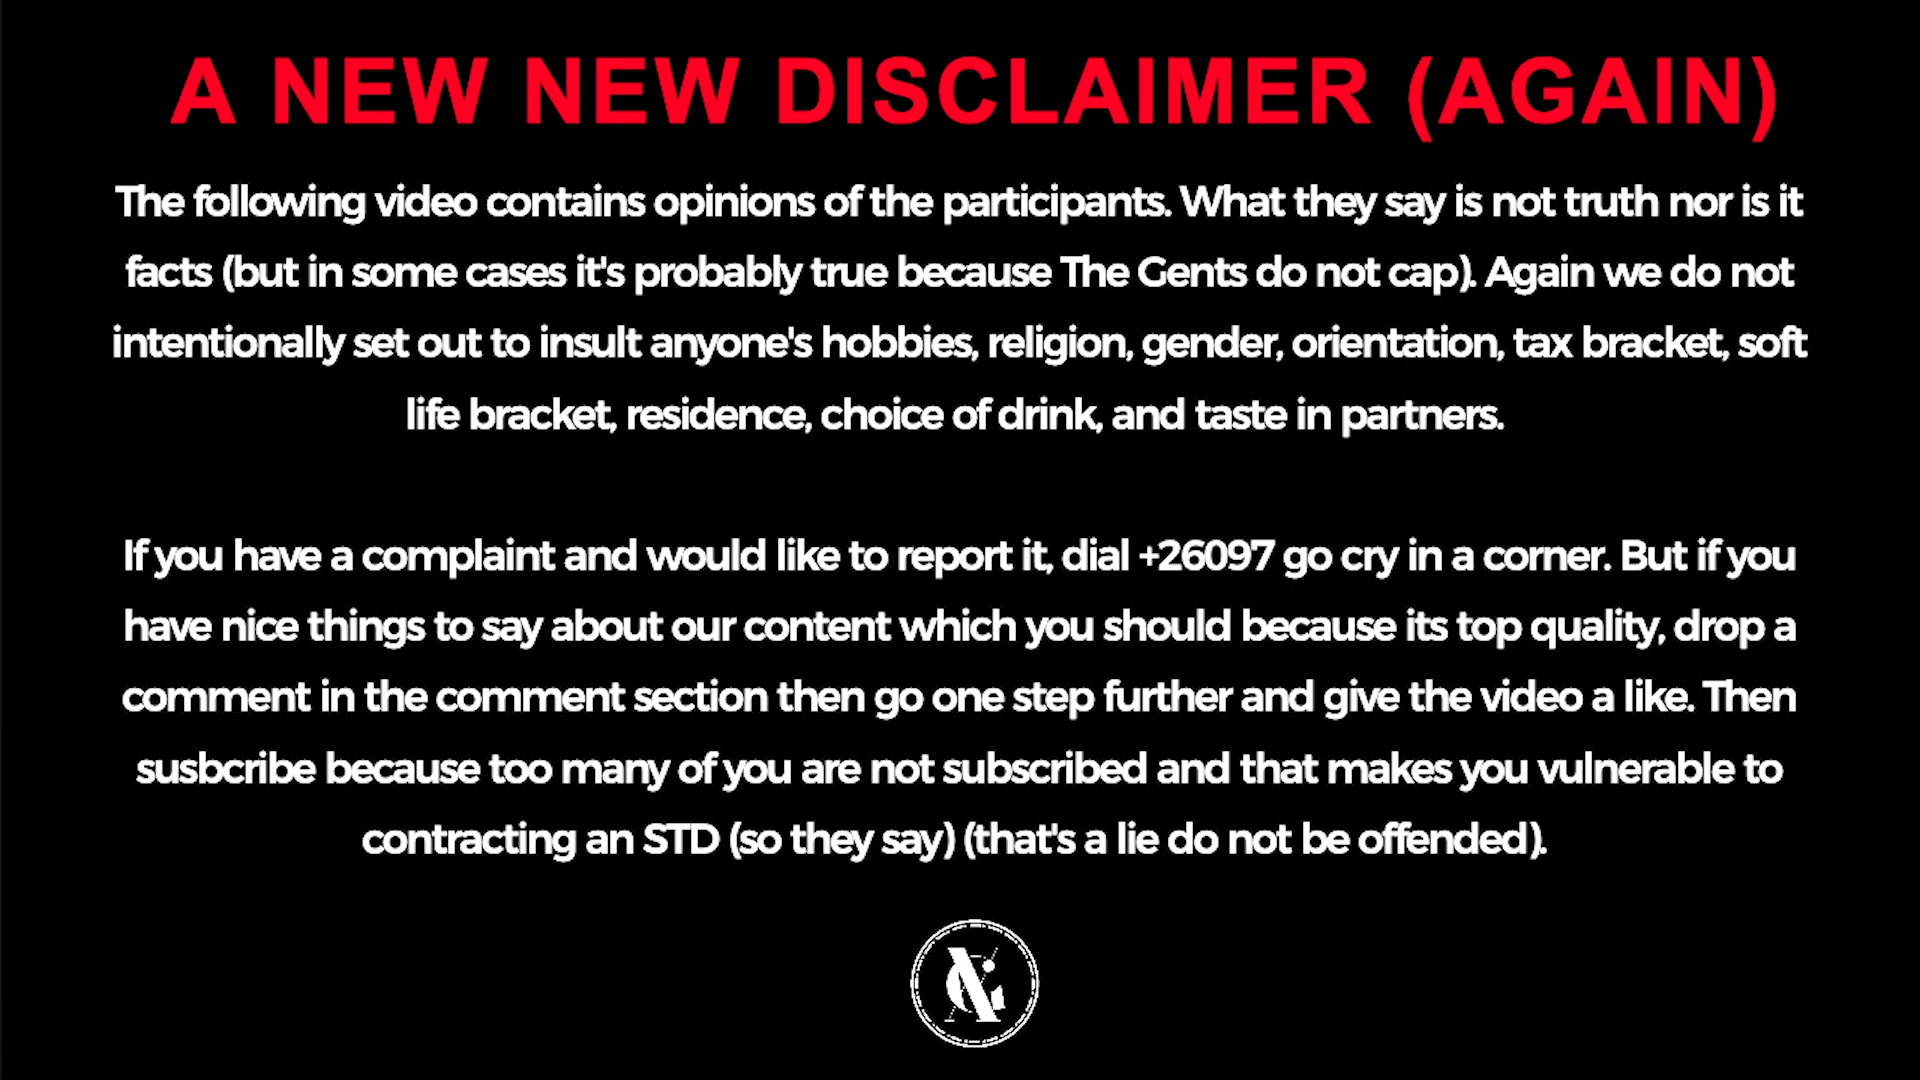 A NEW NEW DISCLAIMER (AGAIN)
The following video contains opinions of the participants. What they say is not truth nor is it
facts (but in some cases it's probably true because The Gents do not cap). Again we do not
intentionally set out to insult anyone's hobbies, religion, gender, orientation, tax bracket, soft
life bracket, residence, choice of drink, and taste in partners.
If you have a complaint and would like to report it, dial +26097 go cry in a corner. But if you
have nice things to say about our content which you should because its top quality, drop a
comment in the comment section then go one step further and give the video a like. Then
susbcribe because too many of you are not subscribed and that makes you vulnerable to
contracting an STD (so they say) (that's a lie do not be offended).